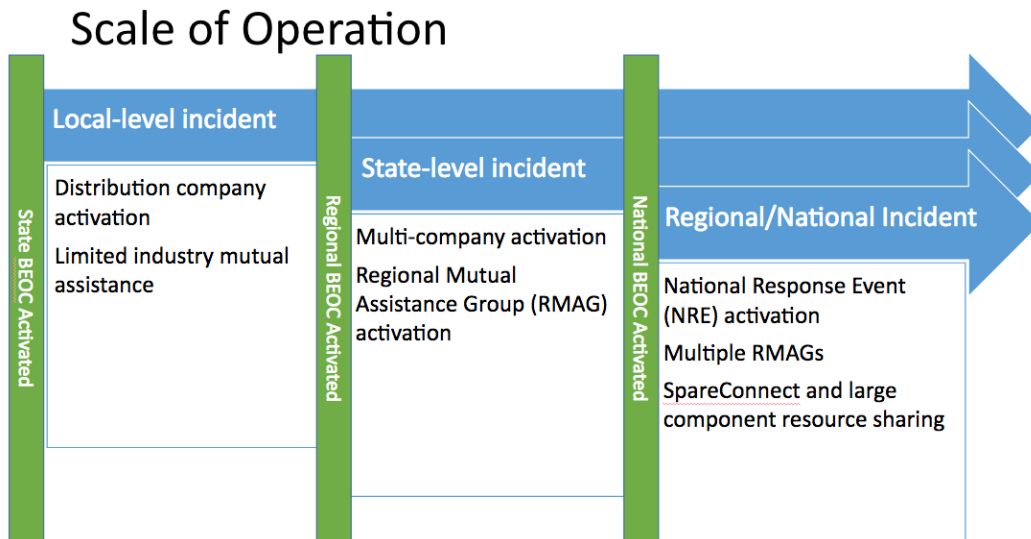 Scale of Operation
State BEOC Activated
Local-level incident
Distribution company
activation
Limited industry mutual
assistance
Regional BEOC Activated
State-level incident
Multi-company activation
Regional Mutual
Assistance Group (RMAG)
activation
National BEOC Activated
Regional/National Incident
National Response Event
(NRE) activation
Multiple RMAGs
SpareConnect and large
component resource sharing